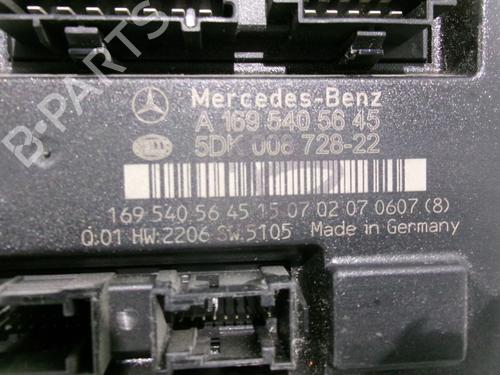 Mercedes-Benz
A 169 540 56 45
5DK 008 728-22
169 540 56 45 15 07 02 07 0607 (8)
Q:01 HW:2206 SW:5105 Made in Germany